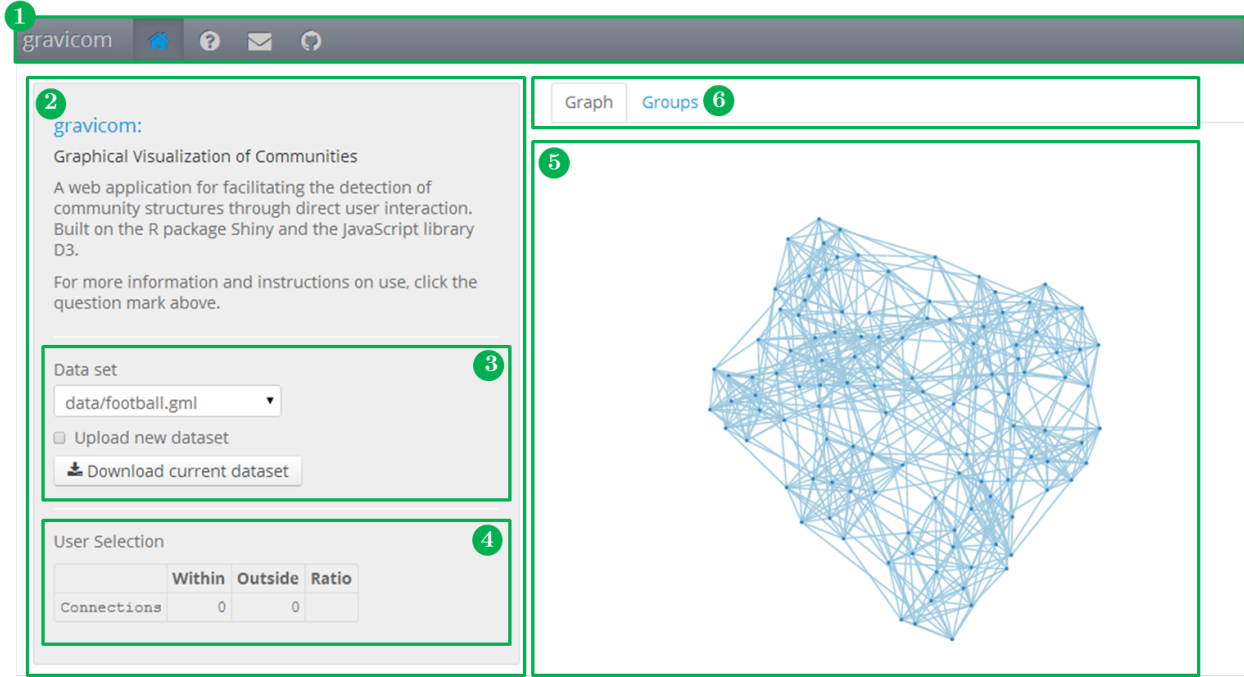 1
gravicom
2
gravicom:
Graphical Visualization of Communities
A web application for facilitating the detection of
community structures through direct user interaction.
Built on the R package Shiny and the JavaScript library
D3.
For more information and instructions on use, click the
question mark above.
3
Data set
data/football.gml
Upload new dataset
Download current dataset
4
User Selection
Within Outside Ratio
Connections 0 0
Graph Groups 6
5